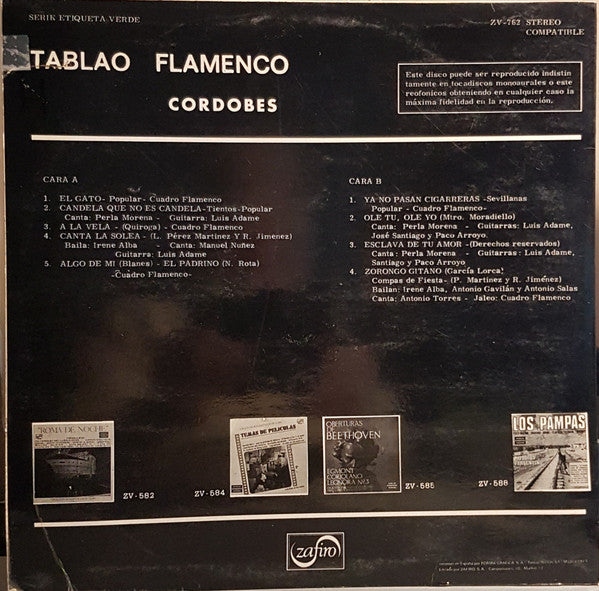 SERIE ETIQUETA VERDE
ZV-762 STEREO
COMPATIBLE
TABLAO FLAMENCO
CORDOBES
Este disco puede ser reproducido indistin
tamente en tocadiscos monoaurales o este
reofonicos obteniendo en cualquier caso la
máxima fidelidad en la reproducción.
CARA A
1. EL GATO- Popular- Cuadro Flamenco
2. CANDELA QUE NO ES CANDELA-Tientos-Popular
Canta: Perla Morena - Guitarra: Luis Adame
3. A LA VELA - (Quiroga) - Cuadro Flamenco
4. CANTA LA SOLEA - (L. Pérez Martínez Y R. Jimenez)
Baila: Irene Alba - Canta: Manuel Nuñez
Guitarra: Luis Adame
5. ALGO DE MI (Blanes) - EL PADRINO (N. Rota)
-Cuadro Flamenco-
CARA B
1. YA NO PASAN CIGARRERAS -Sevillanas
Popular - Cuadro Flamenco-
2. OLE TU, OLE YO (Mtro. Moradiello)
Canta: Perla Morena - Guitarras: Luis Adame,
José Santiago y Paco Arroyo.
3. ESCLAVA DE TU AMOR -(Derechos reservados)
Canta: Perla Morena - Guitarras: Luis Adame,
Santiago y Paco Arroyo
4. ZORONGO GITANO (García Lorca)
Compas de Fiesta- (P. Martinez y R. Jiménez)
Bailan: Irene Alba, Antonio Gavilán y Antonio Salas
Canta: Antonio Torres - Jaleo: Cuadro Flamenco
"ROMA DE NOCHE"
ZV-582
TEMAS DE PELICULAS
ZV-584
OBERTURAS
BEETHOVEN
EGMONT
CORIOLANO
LEONORA Nº3
ZV-585
LOS PAMPAS
ZV-588
zafiro